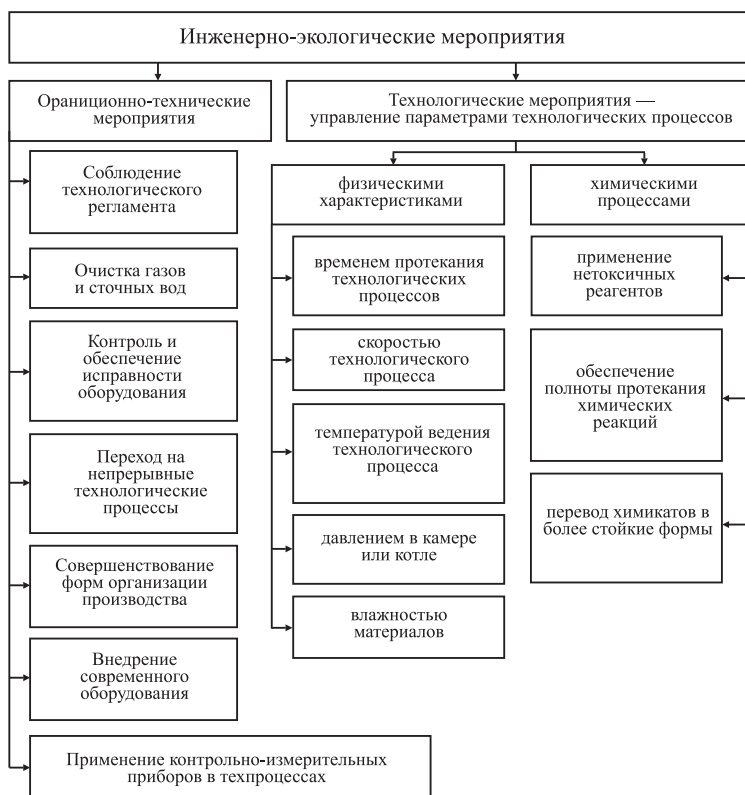 Инженерно-экологические мероприятия
Ораниционно-технические
мероприятия
Технологические мероприятия —
управление параметрами технологических процессов
Соблюдение
технологического
регламента
Очистка газов
и сточных вод
Контроль и
обеспечение
исправности
оборудования
Переход на
непрерывные
технологические
процессы
Совершенствование
форм организации
производства
Внедрение
современного
оборудования
Применение контрольно-измерительных
приборов в техпроцессах
физическими
характеристиками
временем протекания
технологических
процессов
скоростью
технологического
процесса
температурой ведения
технологического
процесса
давлением в камере
или котле
влажностью
материалов
химическими
процессами
применение
нетоксичных
реагентов
обеспечение
полноты протекания
химических
реакций
перевод химикатов в
более стойкие формы